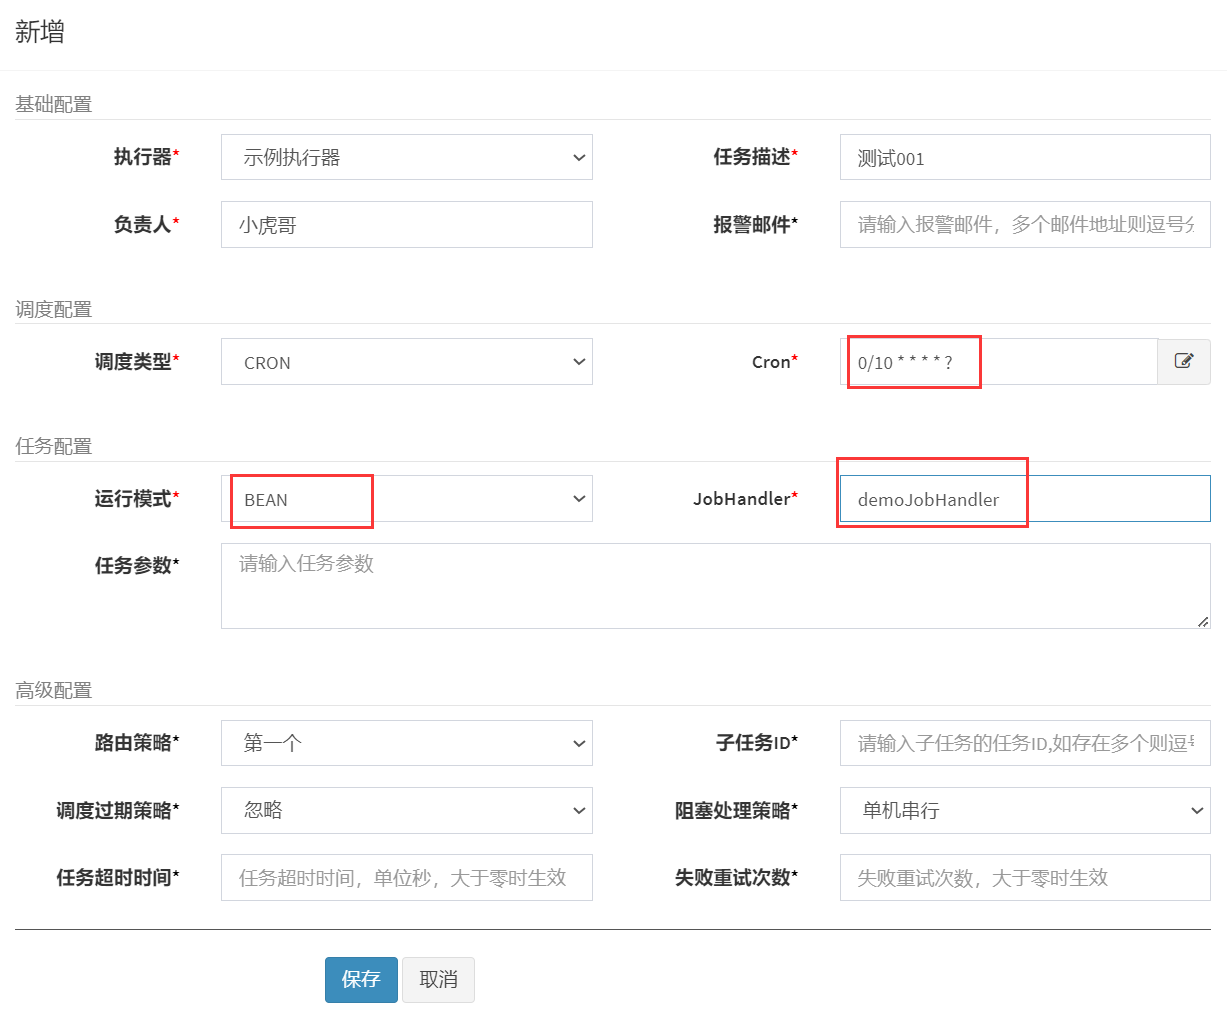 新增
基础配置
执行器* 示例执行器 任务描述* 测试001
负责人* 小虎哥 报警邮件* 请输入报警邮件，多个邮件地址则逗号分
调度配置
调度类型* CRON Cron* 0/10 * * * * ?
任务配置
运行模式* BEAN JobHandler* demoJobHandler
任务参数* 请输入任务参数
高级配置
路由策略* 第一个 子任务ID* 请输入子任务的任务ID,如存在多个则逗号
调度过期策略* 忽略 阻塞处理策略* 单机串行
任务超时时间* 任务超时时间，单位秒，大于零时生效 失败重试次数* 失败重试次数，大于零时生效
保存 取消